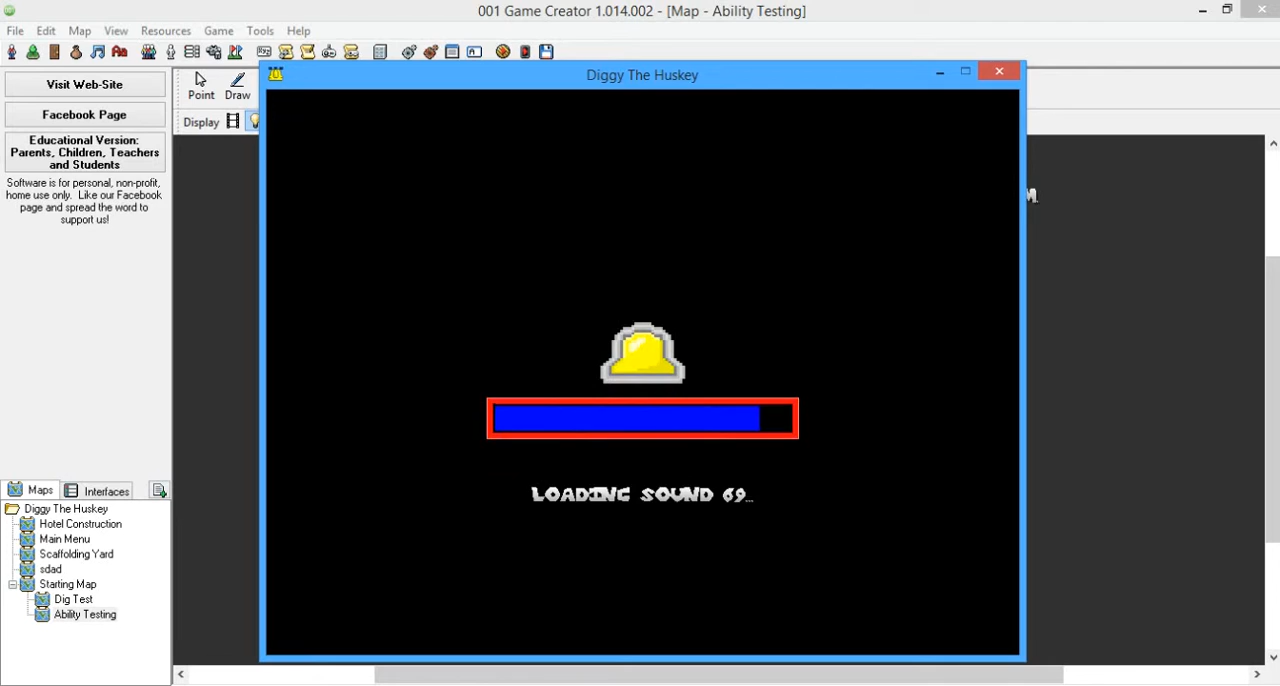 001 Game Creator 1.014.002 - [Map - Ability Testing]
File Edit Map View Resources Game Tools Help
Visit Web-Site
Facebook Page
Educational Version:
Parents, Children, Teachers
and Students
Software is for personal, non-profit,
home use only. Like our Facebook
page and spread the word to
support us!
Point Draw
Display
Diggy The Huskey
LOADING SOUND 69...
Maps Interfaces
Diggy The Huskey
Hotel Construction
Main Menu
Scaffolding Yard
sdad
Starting Map
Dig Test
Ability Testing